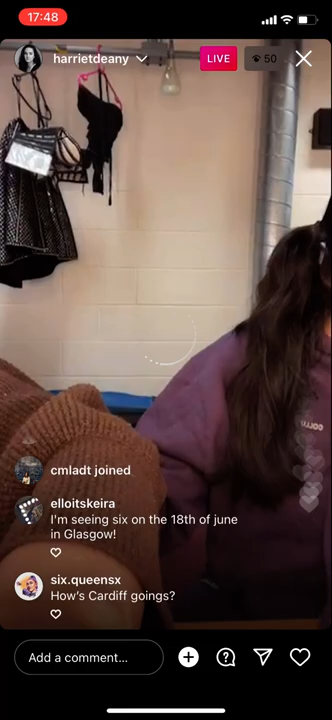 17:48
harrietdeany
LIVE
50
cmladt joined
elloitskeira
I'm seeing six on the 18th of june
in Glasgow!
six.queensx
How's Cardiff goings?
Add a comment...